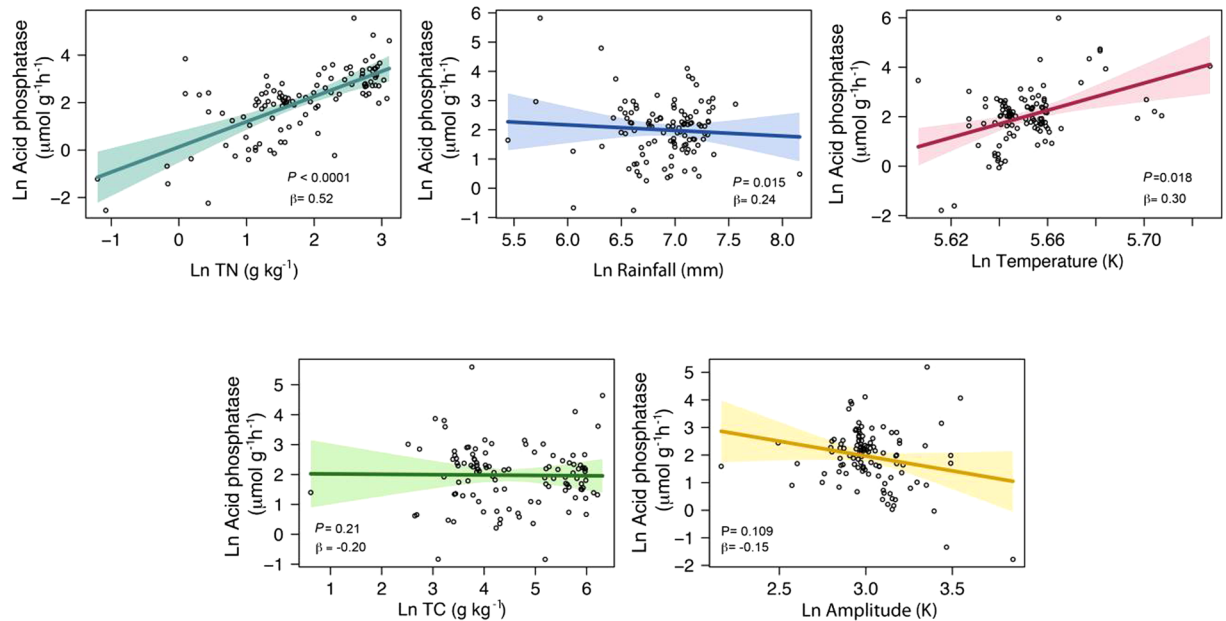 Ln Acid phosphatase
(μmol g⁻¹h⁻¹)
4
2
0
−2
P < 0.0001
β= 0.52
−1 0 1 2 3
Ln TN (g kg⁻¹)
Ln Acid phosphatase
(μmol g⁻¹h⁻¹)
6
5
4
3
2
1
0
−1
P= 0.015
β= 0.24
5.5 6.0 6.5 7.0 7.5 8.0
Ln Rainfall (mm)
Ln Acid phosphatase
(μmol g⁻¹h⁻¹)
6
4
2
0
−2
P=0.018
β= 0.30
5.62 5.66 5.70
Ln Temperature (K)
Ln Acid phosphatase
(μmol g⁻¹h⁻¹)
5
4
3
2
1
0
−1
P= 0.21
β = -0.20
1 2 3 4 5 6
Ln TC (g kg⁻¹)
Ln Acid phosphatase
(μmol g⁻¹h⁻¹)
5
4
3
2
1
0
−1
−2
P= 0.109
β= -0.15
2.5 3.0 3.5
Ln Amplitude (K)